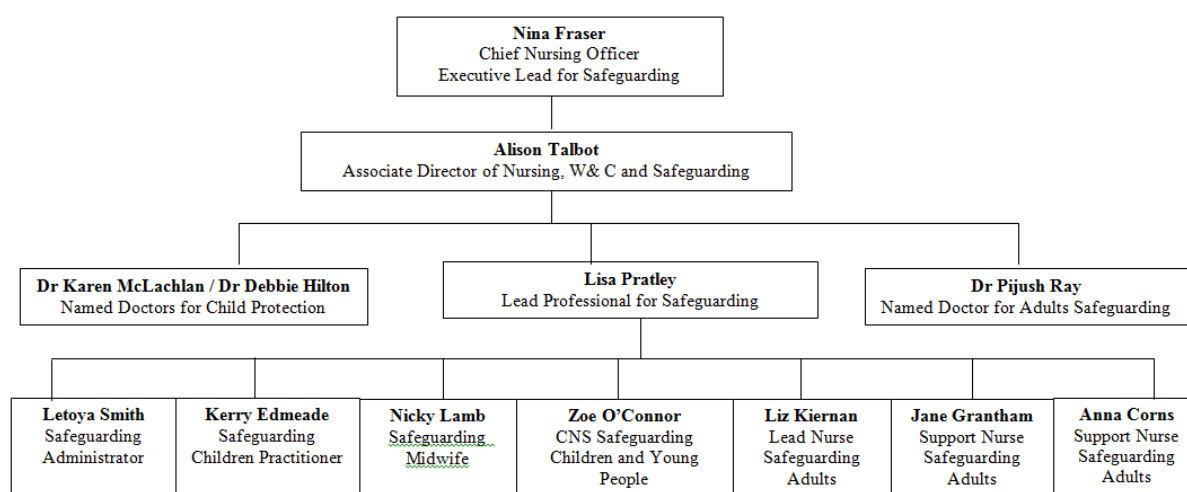 Nina Fraser
Chief Nursing Officer
Executive Lead for Safeguarding
Alison Talbot
Associate Director of Nursing, W& C and Safeguarding
Dr Karen McLachlan / Dr Debbie Hilton
Named Doctors for Child Protection
Lisa Pratley
Lead Professional for Safeguarding
Dr Pijush Ray
Named Doctor for Adults Safeguarding
Letoya Smith
Safeguarding
Administrator
Kerry Edmeade
Safeguarding
Children Practitioner
Nicky Lamb
Safeguarding
Midwife
Zoe O’Connor
CNS Safeguarding
Children and Young
People
Liz Kiernan
Lead Nurse
Safeguarding
Adults
Jane Grantham
Support Nurse
Safeguarding
Adults
Anna Corns
Support Nurse
Safeguarding
Adults